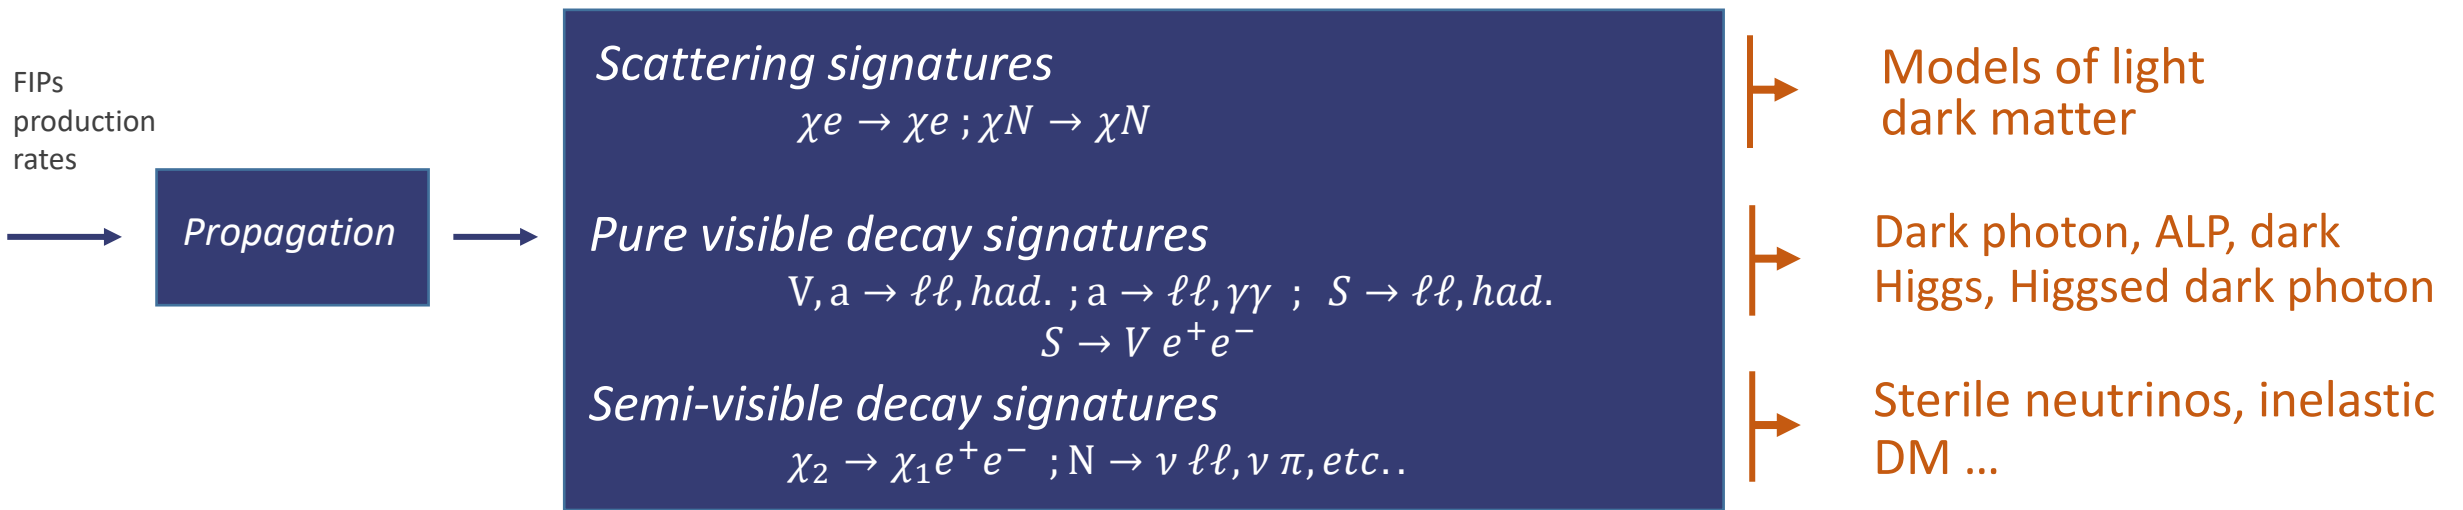 FIPs
production
rates
Propagation
Scattering signatures
χe → χe ; χN → χN
Pure visible decay signatures
V, a → ℓℓ, had. ; a → ℓℓ, γγ ; S → ℓℓ, had.
S → V e⁺e⁻
Semi-visible decay signatures
χ₂ → χ₁e⁺e⁻ ; N → ν ℓℓ, ν π, etc. .
Models of light
dark matter
Dark photon, ALP, dark
Higgs, Higgsed dark photon
Sterile neutrinos, inelastic
DM ...